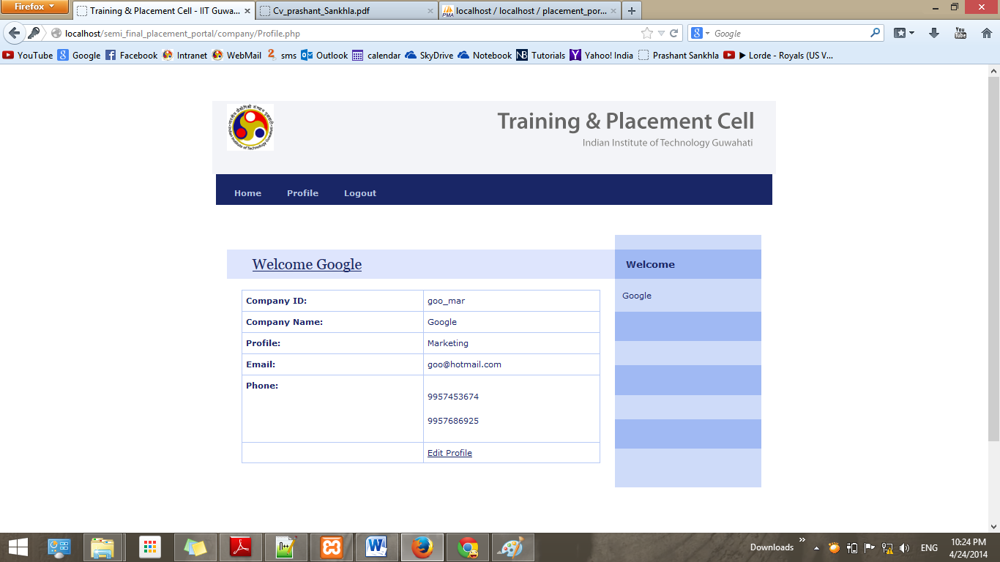 Firefox
Training & Placement Cell - IIT Guwa...
Cv_prashant_Sankhla.pdf
localhost / localhost / placement_por...
localhost/semi_final_placement_portal/company/Profile.php
Google
YouTube Google Facebook Intranet WebMail sms Outlook calendar SkyDrive Notebook Tutorials Yahoo! India Prashant Sankhla ▶ Lorde - Royals (US V...
Training & Placement Cell
Indian Institute of Technology Guwahati
Home Profile Logout
Welcome Google
Company ID: goo_mar
Company Name: Google
Profile: Marketing
Email: goo@hotmail.com
Phone:
9957453674
9957686925
Edit Profile
Welcome
Google
Downloads
ENG
10:24 PM
4/24/2014